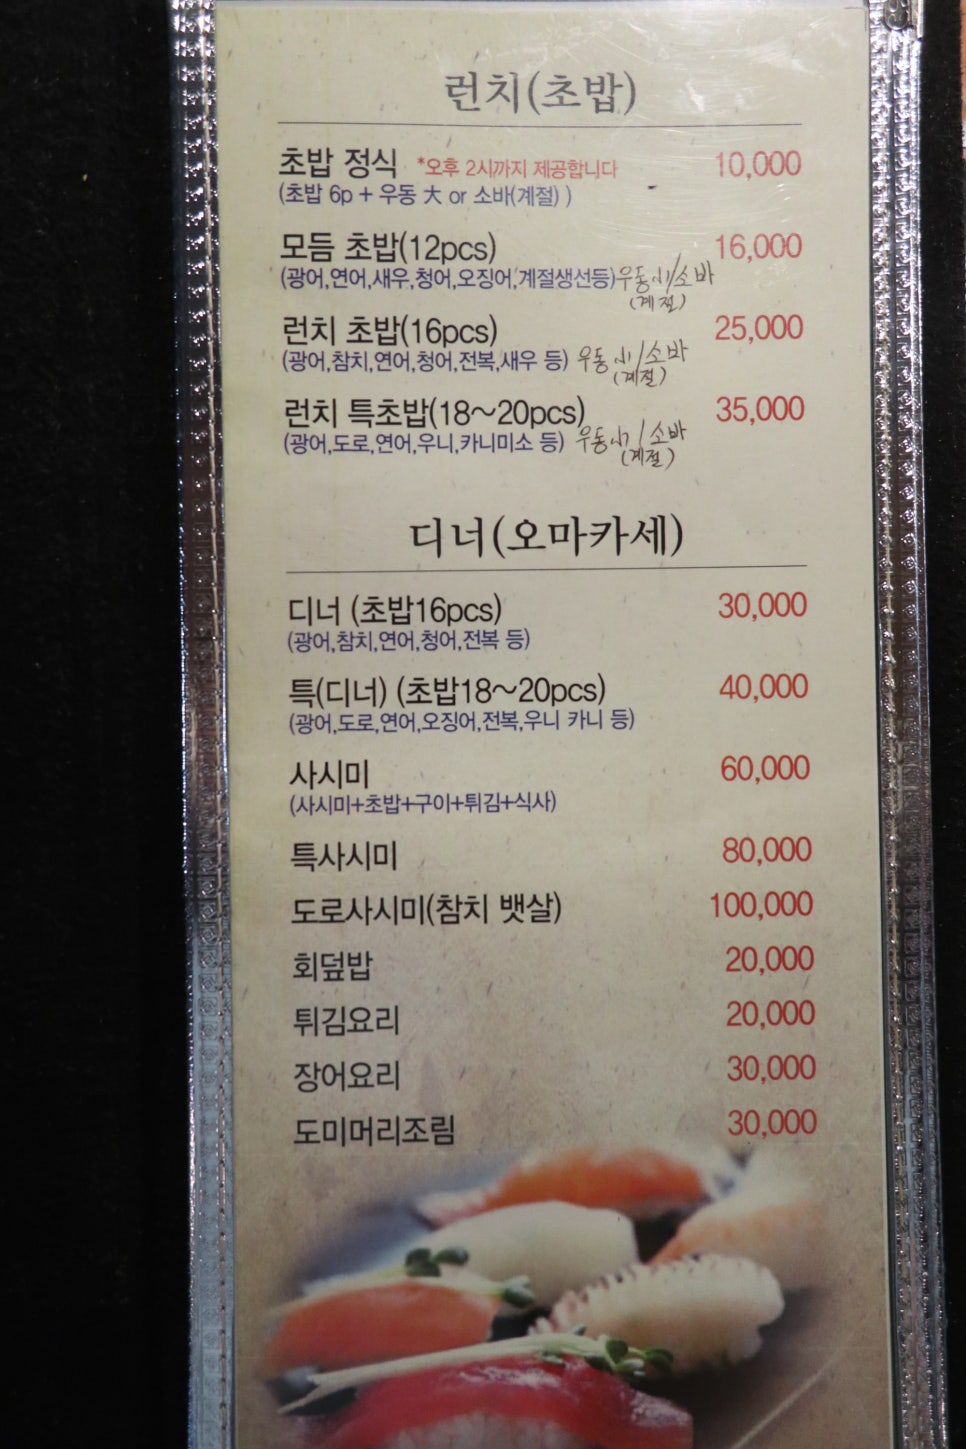 런치(초밥)
초밥 정식 *오후 2시까지 제공합니다 10,000
(초밥 6p + 우동 大 or 소바(계절) )
모듬 초밥(12pcs) 16,000
(광어,연어,새우,청어,오징어,계절생선등)우동 小/소바
(계절)
런치 초밥(16pcs) 25,000
(광어,참치,연어,청어,전복,새우 등) 우동 小/소바
(계절)
런치 특초밥(18~20pcs) 35,000
(광어,도로,연어,우니,카니미소 등) 우동 小/소바
(계절)
디너(오마카세)
디너 (초밥16pcs) 30,000
(광어,참치,연어,청어,전복 등)
특(디너) (초밥18~20pcs) 40,000
(광어,도로,연어,오징어,전복,우니 카니 등)
사시미 60,000
(사시미+초밥+구이+튀김+식사)
특사시미 80,000
도로사시미(참치 뱃살) 100,000
회덮밥 20,000
튀김요리 20,000
장어요리 30,000
도미머리조림 30,000